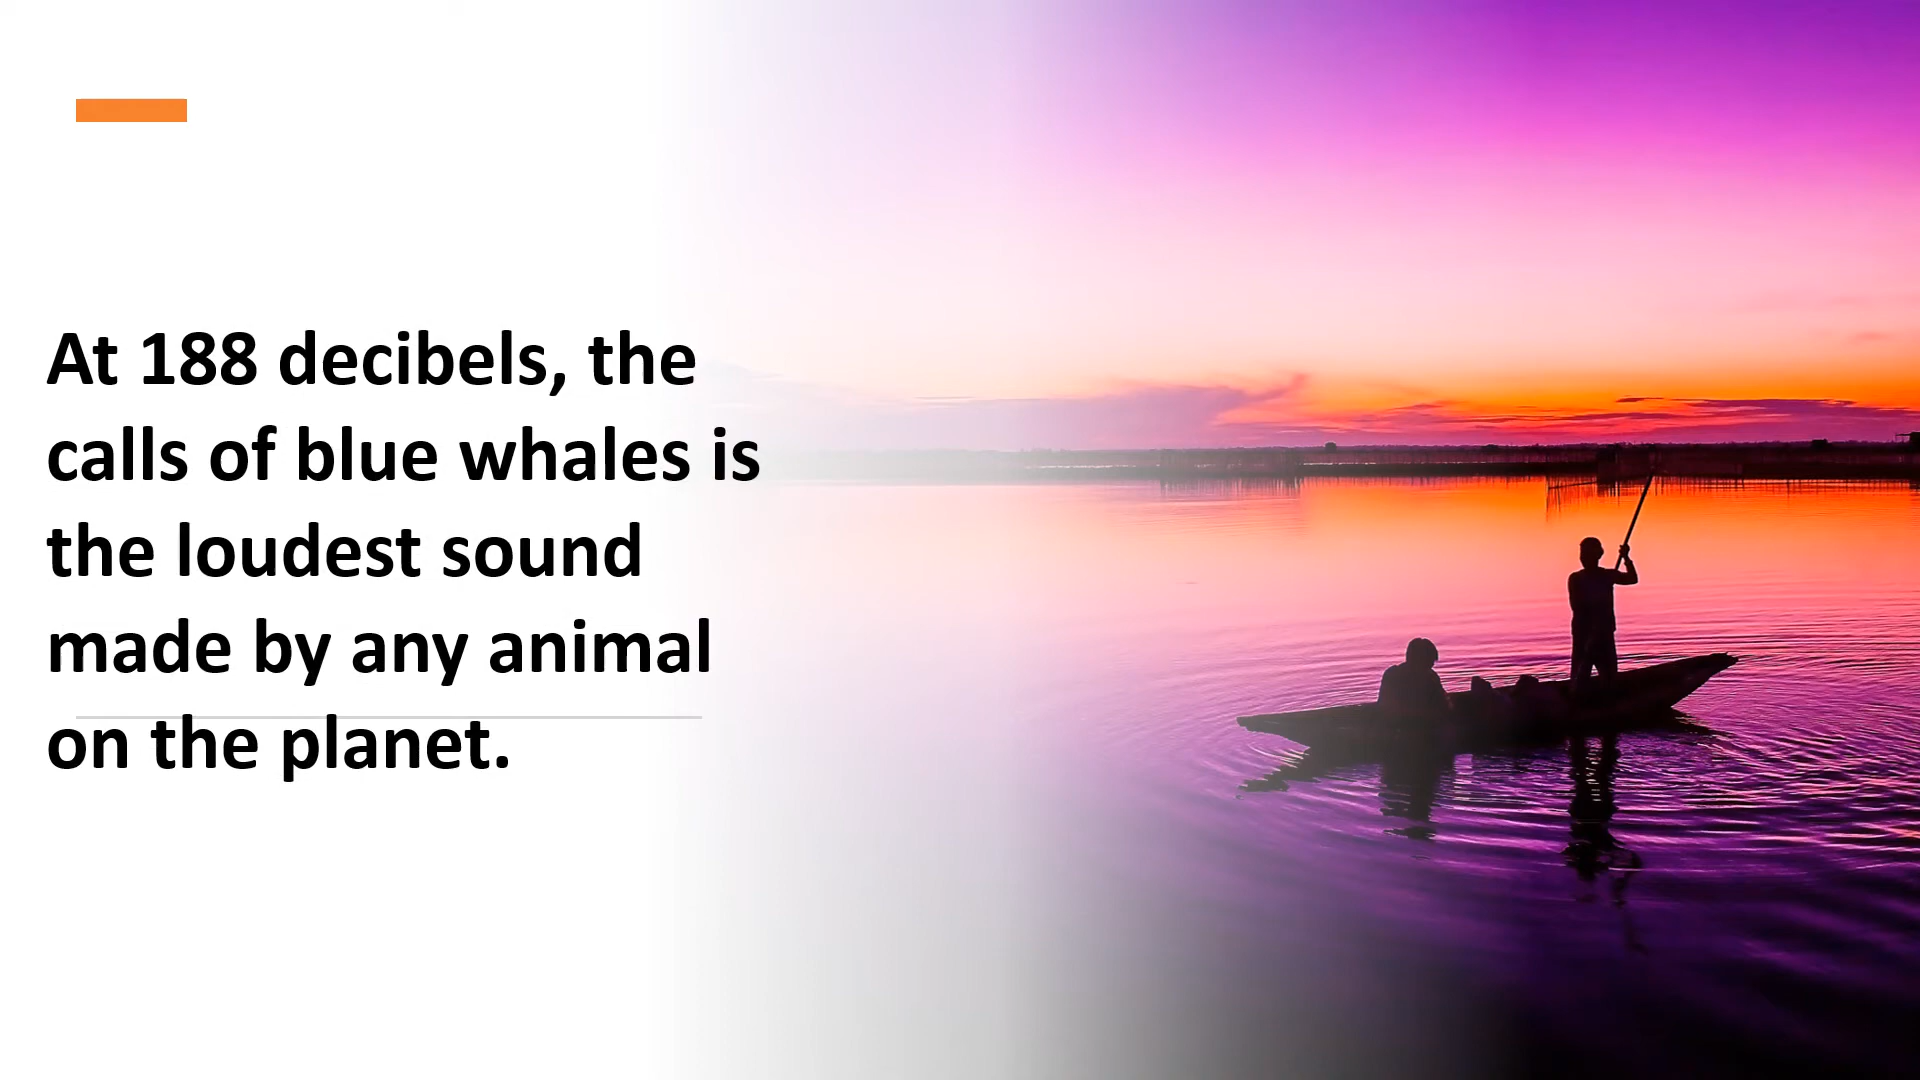 At 188 decibels, the
calls of blue whales is
the loudest sound
made by any animal
on the planet.